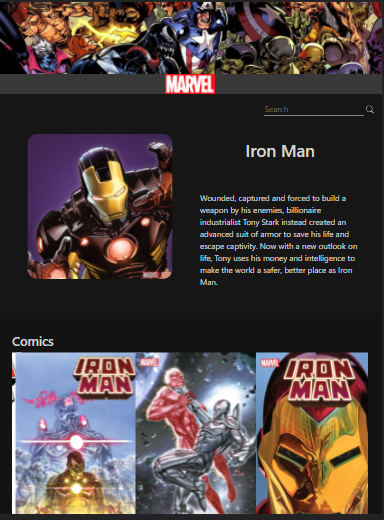 MARVEL
Search
Iron Man
Wounded, captured and forced to build a
weapon by his enemies, billionaire
industrialist Tony Stark instead created an
advanced suit of armor to save his life and
escape captivity. Now with a new outlook on
life, Tony uses his money and intelligence to
make the world a safer, better place as Iron
Man.
Comics
IRON
MAN
MARVEL
IRON
MAN